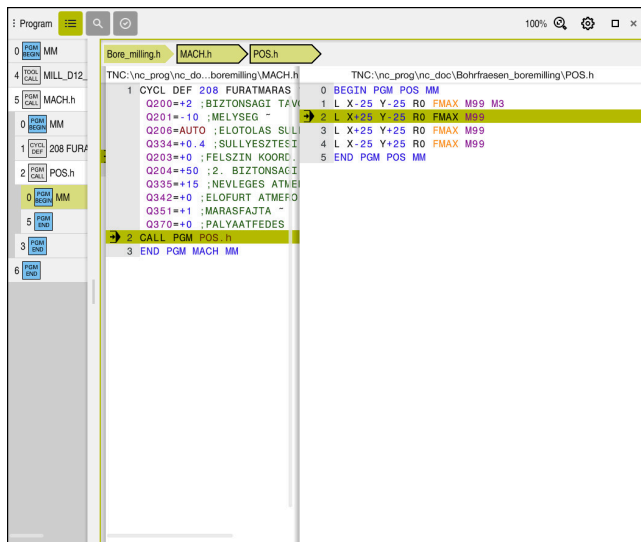 Program
100%
0 PGM BEGIN MM
4 TOOL CALL MILL_D12_
5 PGM CALL MACH.h
0 PGM BEGIN MM
1 CYCL DEF 208 FURA
2 PGM CALL POS.h
0 PGM BEGIN MM
5 PGM END
3 PGM END
6 PGM END
Bore_milling.h MACH.h POS.h
TNC:\nc_prog\nc_do...boremilling\MACH.h
1 CYCL DEF 208 FURATMARAS
Q200=+2 ;BIZTONSAGI TAVO
Q201=-10 ;MELYSEG ~
Q206=AUTO ;ELOTOLAS SULL
Q334=+0.4 ;SULLYESZTESI
Q203=+0 ;FELSZIN KOORD.
Q204=+50 ;2. BIZTONSAGI
Q335=+15 ;NEVLEGES ATME
Q342=+0 ;ELOFURT ATMERO
Q351=+1 ;MARASFAJTA ~
Q370=+0 ;PALYAATFEDES
2 CALL PGM POS.h
3 END PGM MACH MM
TNC:\nc_prog\nc_doc\Bohrfraesen_boremilling\POS.h
0 BEGIN PGM POS MM
1 L X-25 Y-25 R0 FMAX M99 M3
2 L X+25 Y-25 R0 FMAX M99
3 L X+25 Y+25 R0 FMAX M99
4 L X-25 Y+25 R0 FMAX M99
5 END PGM POS MM